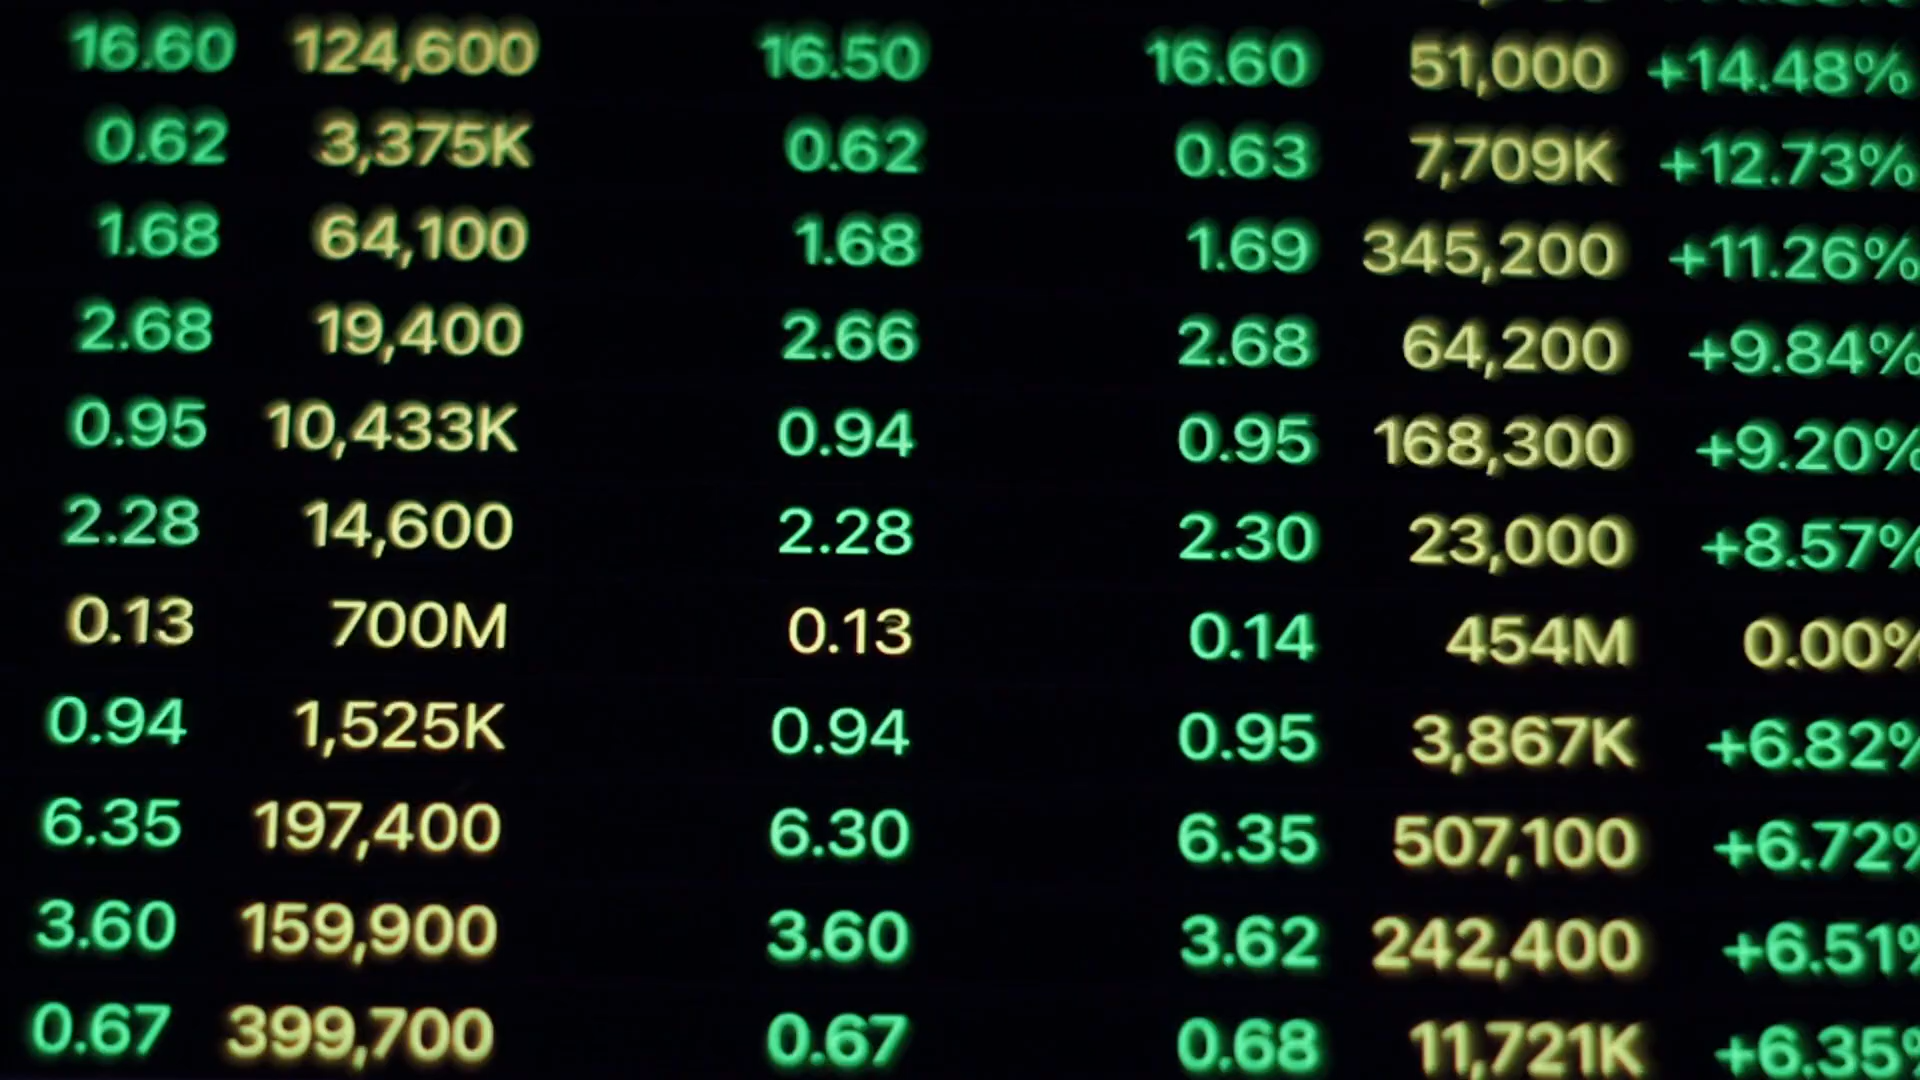 16.60 124,600 16.50 16.60 51,000 +14.48%
0.62 3,375K 0.62 0.63 7,709K +12.73%
1.68 64,100 1.68 1.69 345,200 +11.26%
2.68 19,400 2.66 2.68 64,200 +9.84%
0.95 10,433K 0.94 0.95 168,300 +9.20%
2.28 14,600 2.28 2.30 23,000 +8.57%
0.13 700M 0.13 0.14 454M 0.00%
0.94 1,525K 0.94 0.95 3,867K +6.82%
6.35 197,400 6.30 6.35 507,100 +6.72%
3.60 159,900 3.60 3.62 242,400 +6.51%
0.67 399,700 0.67 0.68 11,721K +6.35%